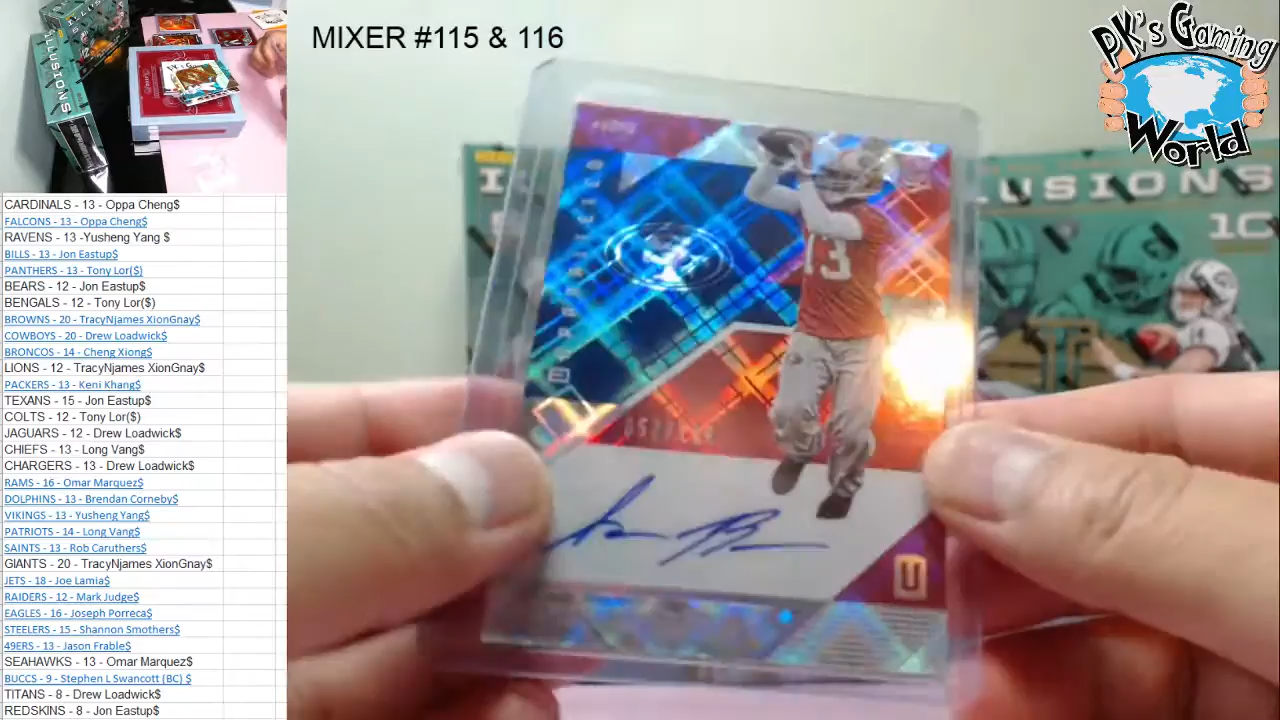 MIXER #115 & 116
PK's Gaming
World
ILLUSIONS
CARDINALS - 13 - Oppa Cheng$
FALCONS - 13 - Oppa Cheng$
RAVENS - 13 -Yusheng Yang $
BILLS - 13 - Jon Eastup$
PANTHERS - 13 - Tony Lor($)
BEARS - 12 - Jon Eastup$
BENGALS - 12 - Tony Lor($)
BROWNS - 20 - TracyNjames XionGnay$
COWBOYS - 20 - Drew Loadwick$
BRONCOS - 14 - Cheng Xiong$
LIONS - 12 - TracyNjames XionGnay$
PACKERS - 13 - Keni Khang$
TEXANS - 15 - Jon Eastup$
COLTS - 12 - Tony Lor($)
JAGUARS - 12 - Drew Loadwick$
CHIEFS - 13 - Long Vang$
CHARGERS - 13 - Drew Loadwick$
RAMS - 16 - Omar Marquez$
DOLPHINS - 13 - Brendan Corneby$
VIKINGS - 13 - Yusheng Yang$
PATRIOTS - 14 - Long Vang$
SAINTS - 13 - Rob Caruthers$
GIANTS - 20 - TracyNjames XionGnay$
JETS - 18 - Joe Lamia$
RAIDERS - 12 - Mark Judge$
EAGLES - 16 - Joseph Porreca$
STEELERS - 15 - Shannon Smothers$
49ERS - 13 - Jason Frable$
SEAHAWKS - 13 - Omar Marquez$
BUCCS - 9 - Stephen L Swancott (BC) $
TITANS - 8 - Drew Loadwick$
REDSKINS - 8 - Jon Eastup$
USIONS
13
U